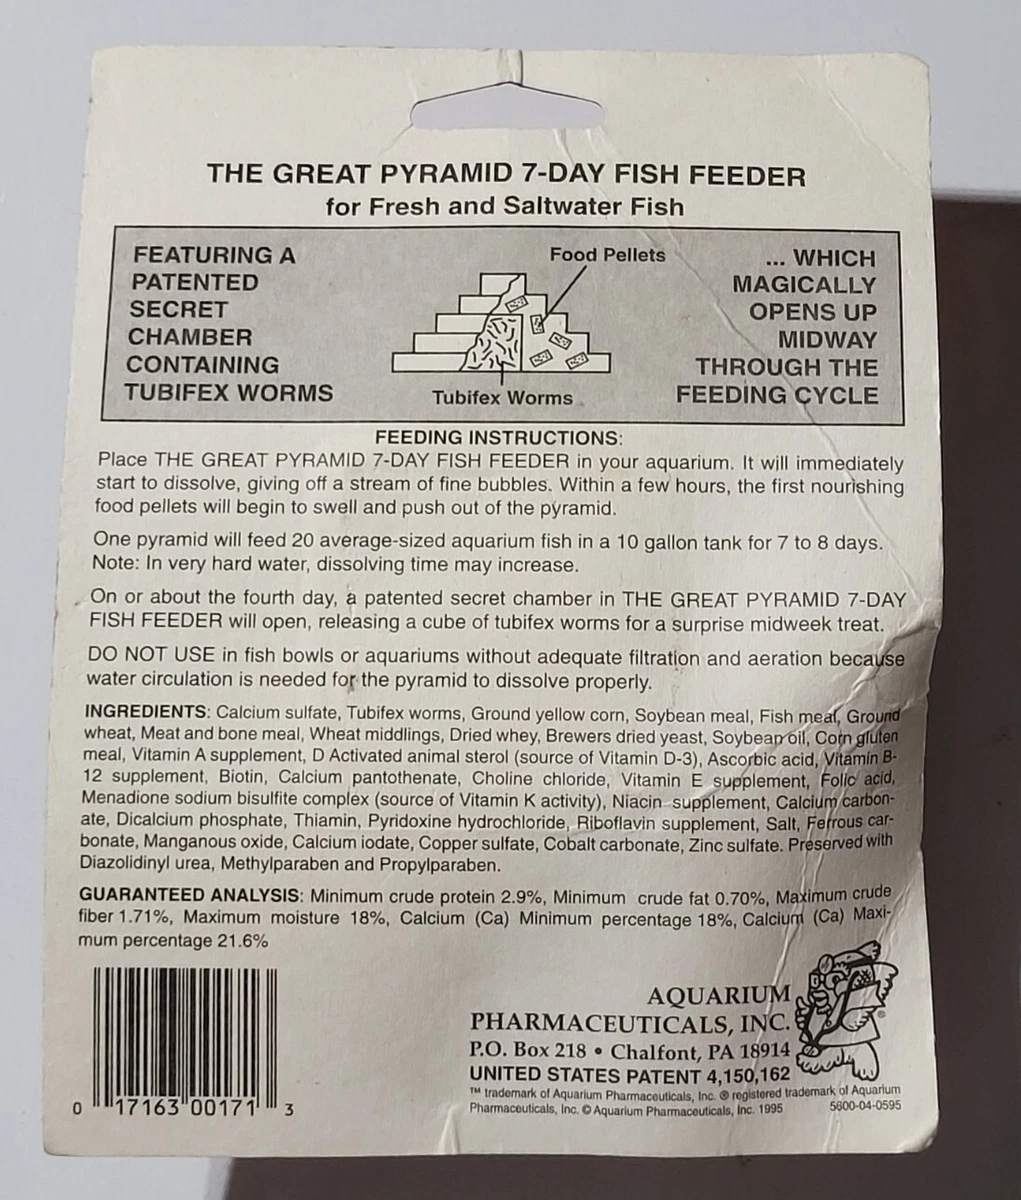 THE GREAT PYRAMID 7-DAY FISH FEEDER
for Fresh and Saltwater Fish
FEATURING A
PATENTED
SECRET
CHAMBER
CONTAINING
TUBIFEX WORMS
Food Pellets
Tubifex Worms
... WHICH
MAGICALLY
OPENS UP
MIDWAY
THROUGH THE
FEEDING CYCLE
FEEDING INSTRUCTIONS:
Place THE GREAT PYRAMID 7-DAY FISH FEEDER in your aquarium. It will immediately
start to dissolve, giving off a stream of fine bubbles. Within a few hours, the first nourishing
food pellets will begin to swell and push out of the pyramid.
One pyramid will feed 20 average-sized aquarium fish in a 10 gallon tank for 7 to 8 days.
Note: In very hard water, dissolving time may increase.
On or about the fourth day, a patented secret chamber in THE GREAT PYRAMID 7-DAY
FISH FEEDER will open, releasing a cube of tubifex worms for a surprise midweek treat.
DO NOT USE in fish bowls or aquariums without adequate filtration and aeration because
water circulation is needed for the pyramid to dissolve properly.
INGREDIENTS: Calcium sulfate, Tubifex worms, Ground yellow corn, Soybean meal, Fish meal, Ground
wheat, Meat and bone meal, Wheat middlings, Dried whey, Brewers dried yeast, Soybean oil, Corn gluten
meal, Vitamin A supplement, D Activated animal sterol (source of Vitamin D-3), Ascorbic acid, Vitamin B-
12 supplement, Biotin, Calcium pantothenate, Choline chloride, Vitamin E supplement, Folic acid,
Menadione sodium bisulfite complex (source of Vitamin K activity), Niacin supplement, Calcium carbon-
ate, Dicalcium phosphate, Thiamin, Pyridoxine hydrochloride, Riboflavin supplement, Salt, Ferrous car-
bonate, Manganous oxide, Calcium iodate, Copper sulfate, Cobalt carbonate, Zinc sulfate. Preserved with
Diazolidinyl urea, Methylparaben and Propylparaben.
GUARANTEED ANALYSIS: Minimum crude protein 2.9%, Minimum crude fat 0.70%, Maximum crude
fiber 1.71%, Maximum moisture 18%, Calcium (Ca) Minimum percentage 18%, Calcium (Ca) Maxi-
mum percentage 21.6%
0 17163 00171 3
AQUARIUM
PHARMACEUTICALS, INC.
®
P.O. Box 218 • Chalfont, PA 18914
UNITED STATES PATENT 4,150,162
™ trademark of Aquarium Pharmaceuticals, Inc. ® registered trademark of Aquarium
Pharmaceuticals, Inc. © Aquarium Pharmaceuticals, Inc. 1995 5600-04-0595